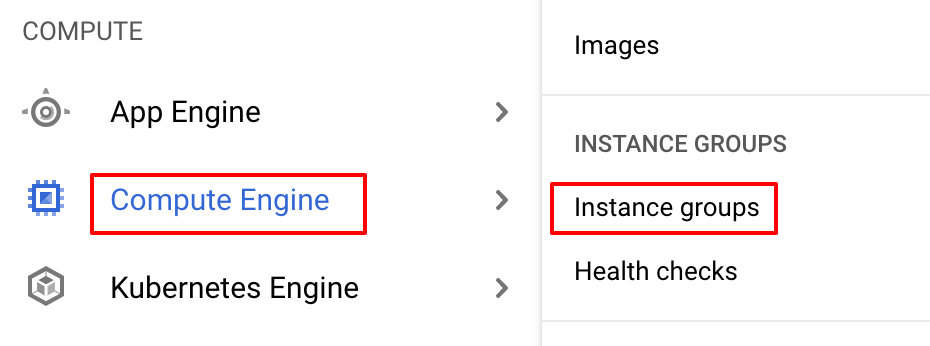 COMPUTE
App Engine
Compute Engine
Kubernetes Engine
Images
INSTANCE GROUPS
Instance groups
Health checks